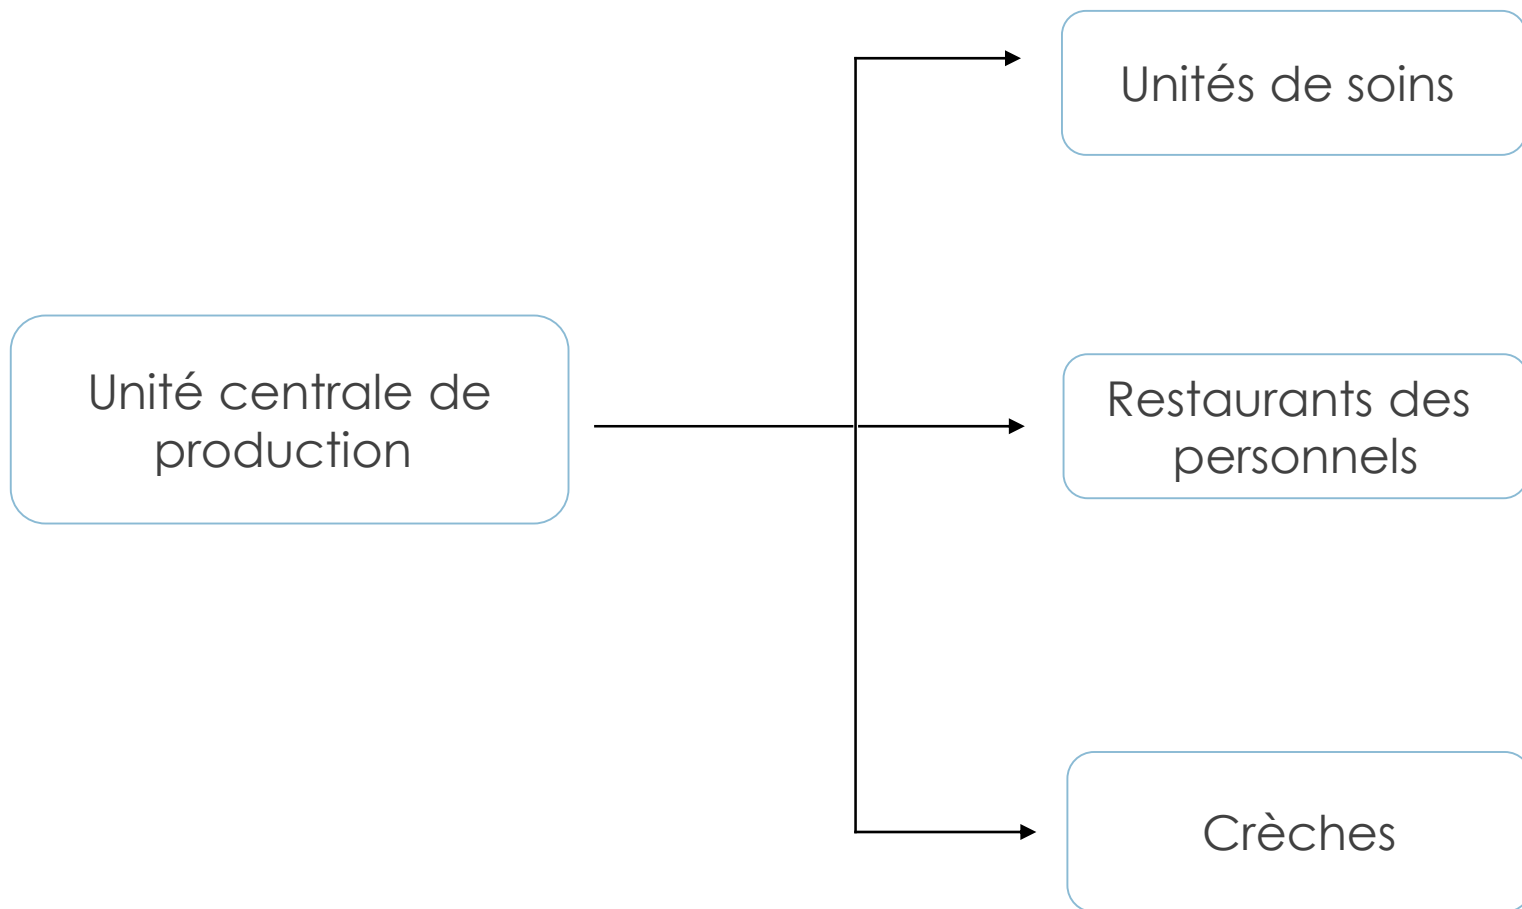 Unités de soins
Unité centrale de
production
Restaurants des
personnels
Crèches